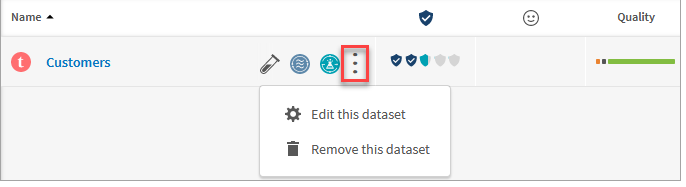 Name Quality
t Customers
Edit this dataset
Remove this dataset